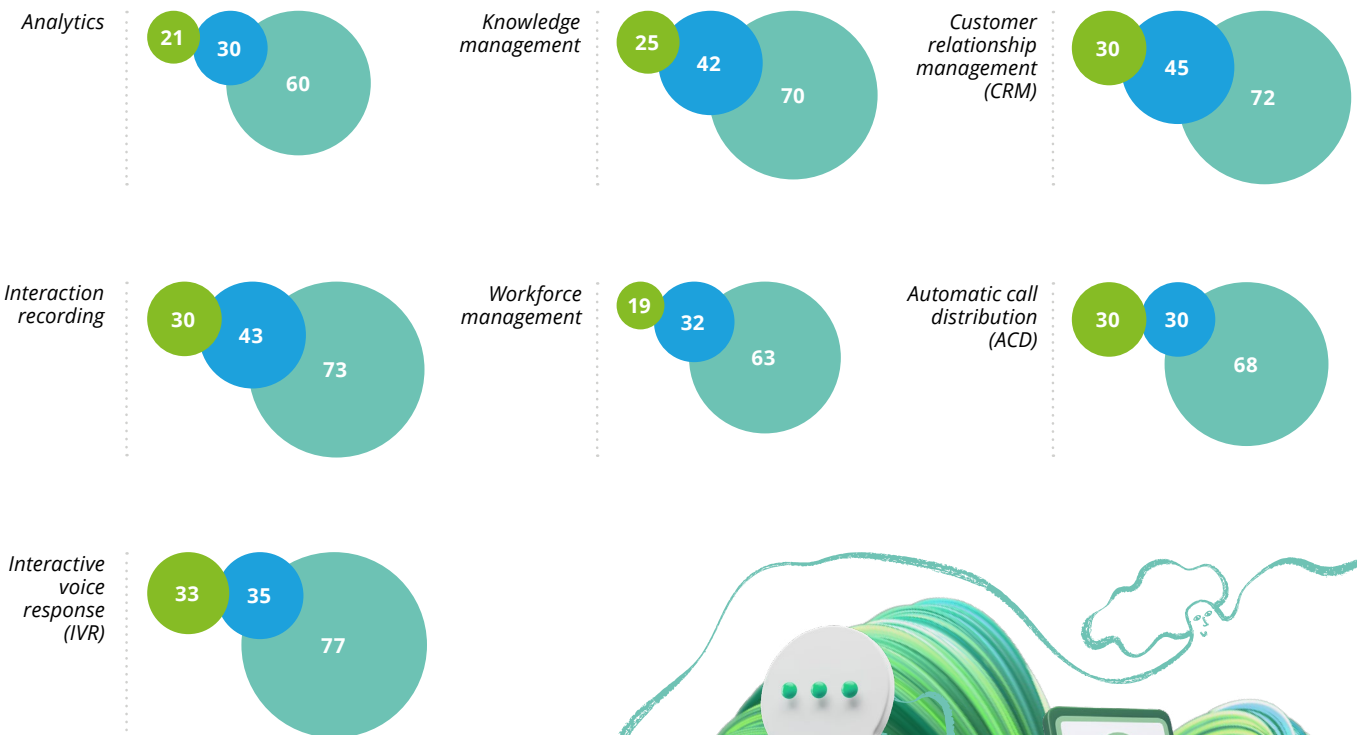 Analytics
21
30
60
Knowledge
management
25
42
70
Customer
relationship
management
(CRM)
30
45
72
Interaction
recording
30
43
73
Workforce
management
19
32
63
Automatic call
distribution
(ACD)
30
30
68
Interactive
voice
response
(IVR)
33
35
77